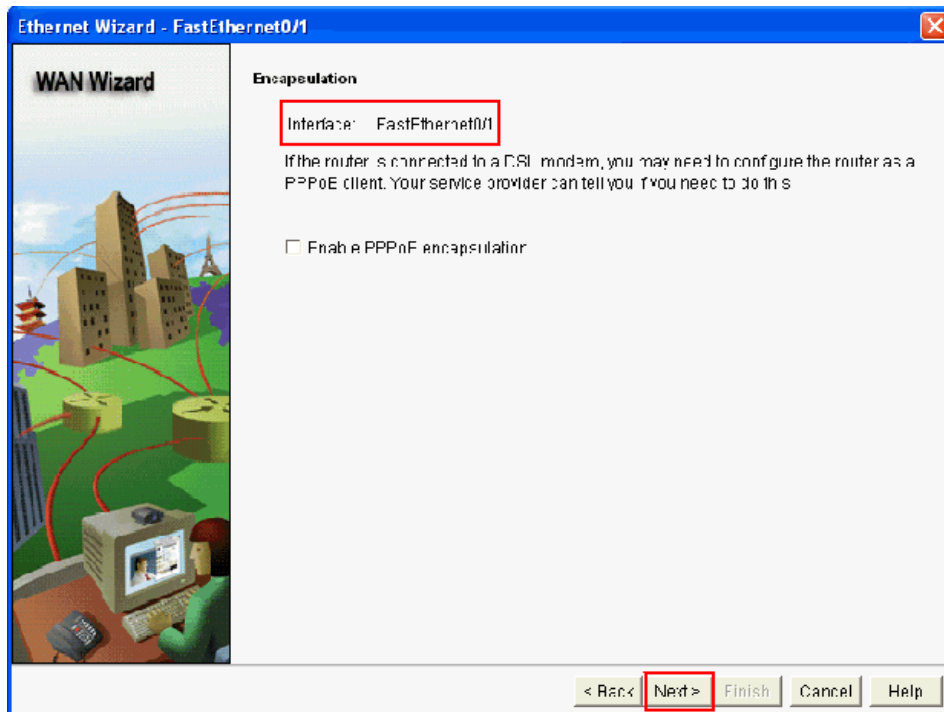 Ethernet Wizard - FastEthernet0/1
WAN Wizard
Encapsulation
Interface: FastEthernet0/1
If the router is connected to a DSL modem, you may need to configure the router as a
PPPoE client. Your service provider can tell you if you need to do this
Enable PPPoE encapsulation
< Back Next > Finish Cancel Help